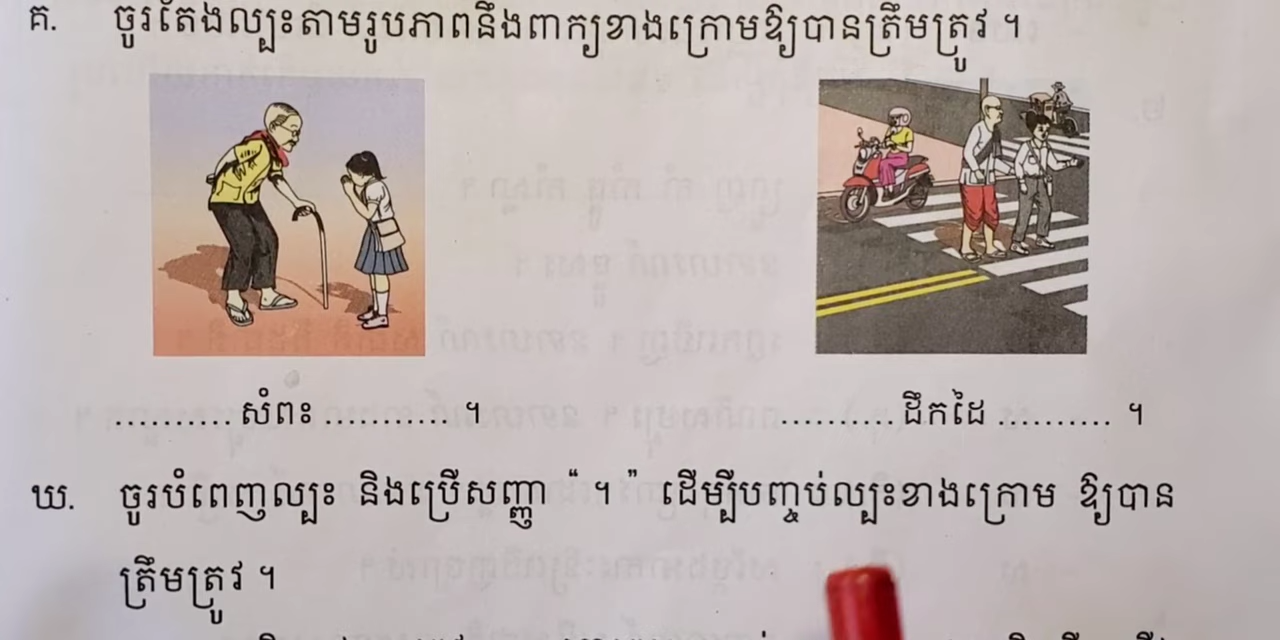 គ. ចូរតែងល្បះតាមរូបភាពនឹងពាក្យខាងក្រោមឱ្យបានត្រឹមត្រូវ ។
........... សំពះ ............ ។
........... ដឹកដៃ .......... ។
ឃ. ចូរបំពេញល្បះ និងប្រើសញ្ញា “ ។ ” ដើម្បីបញ្ចប់ល្បះខាងក្រោម ឱ្យបាន
ត្រឹមត្រូវ ។